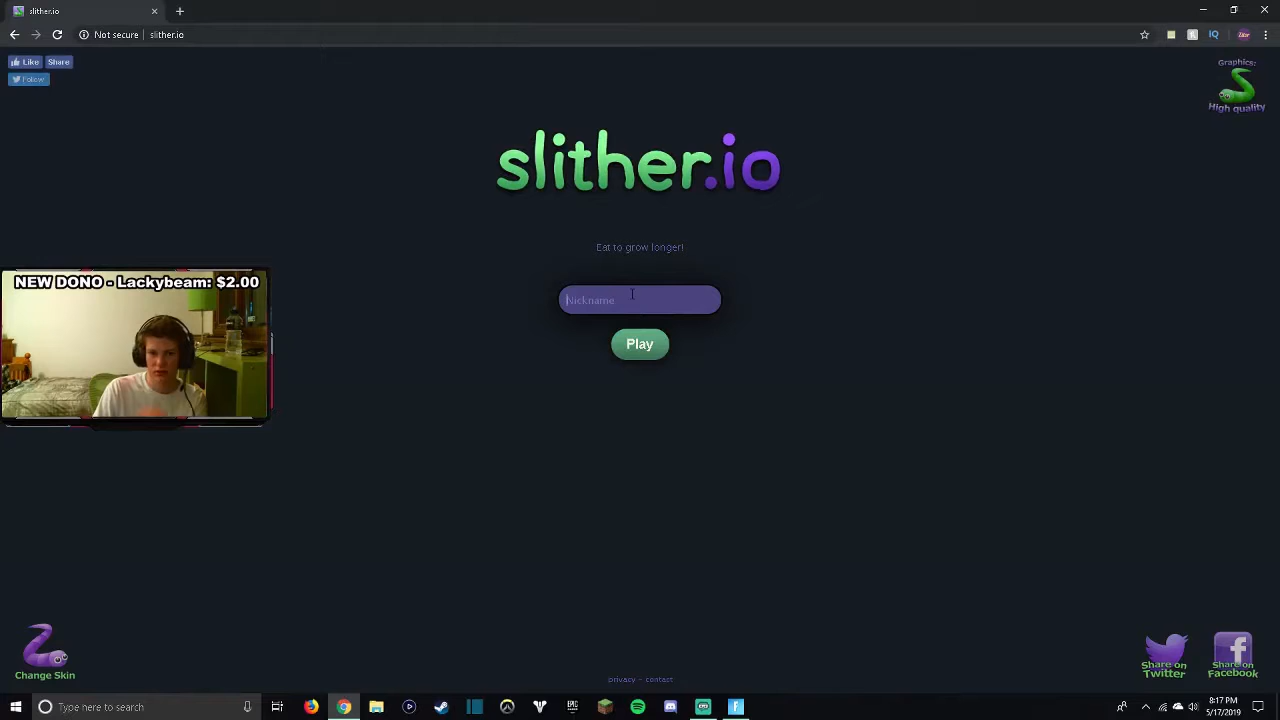 slither.io
Not secure | slither.io
Like Share
Follow
Graphics:
High quality
slither.io
Eat to grow longer!
NEW DONO - Lackybeam: $2.00
Nickname
Play
Change Skin
Share on Twitter
Share on Facebook
privacy - contact
Type here to search
8:17 PM
5/17/2019